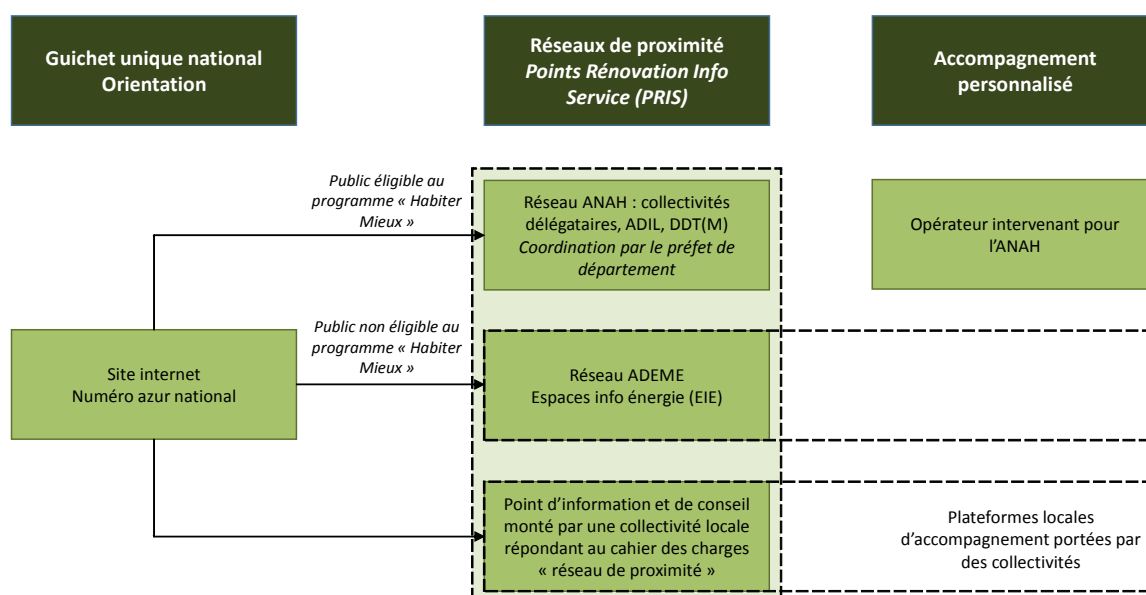 Guichet unique national
Orientation
Réseaux de proximité
Points Rénovation Info
Service (PRIS)
Accompagnement
personnalisé
Public éligible au
programme « Habiter
Mieux »
Réseau ANAH : collectivités
délégataires, ADIL, DDT(M)
Coordination par le préfet de
département
Opérateur intervenant pour
l’ANAH
Public non éligible au
programme « Habiter
Mieux »
Site internet
Numéro azur national
Réseau ADEME
Espaces info énergie (EIE)
Point d’information et de conseil
monté par une collectivité locale
répondant au cahier des charges
« réseau de proximité »
Plateformes locales
d’accompagnement portées par
des collectivités